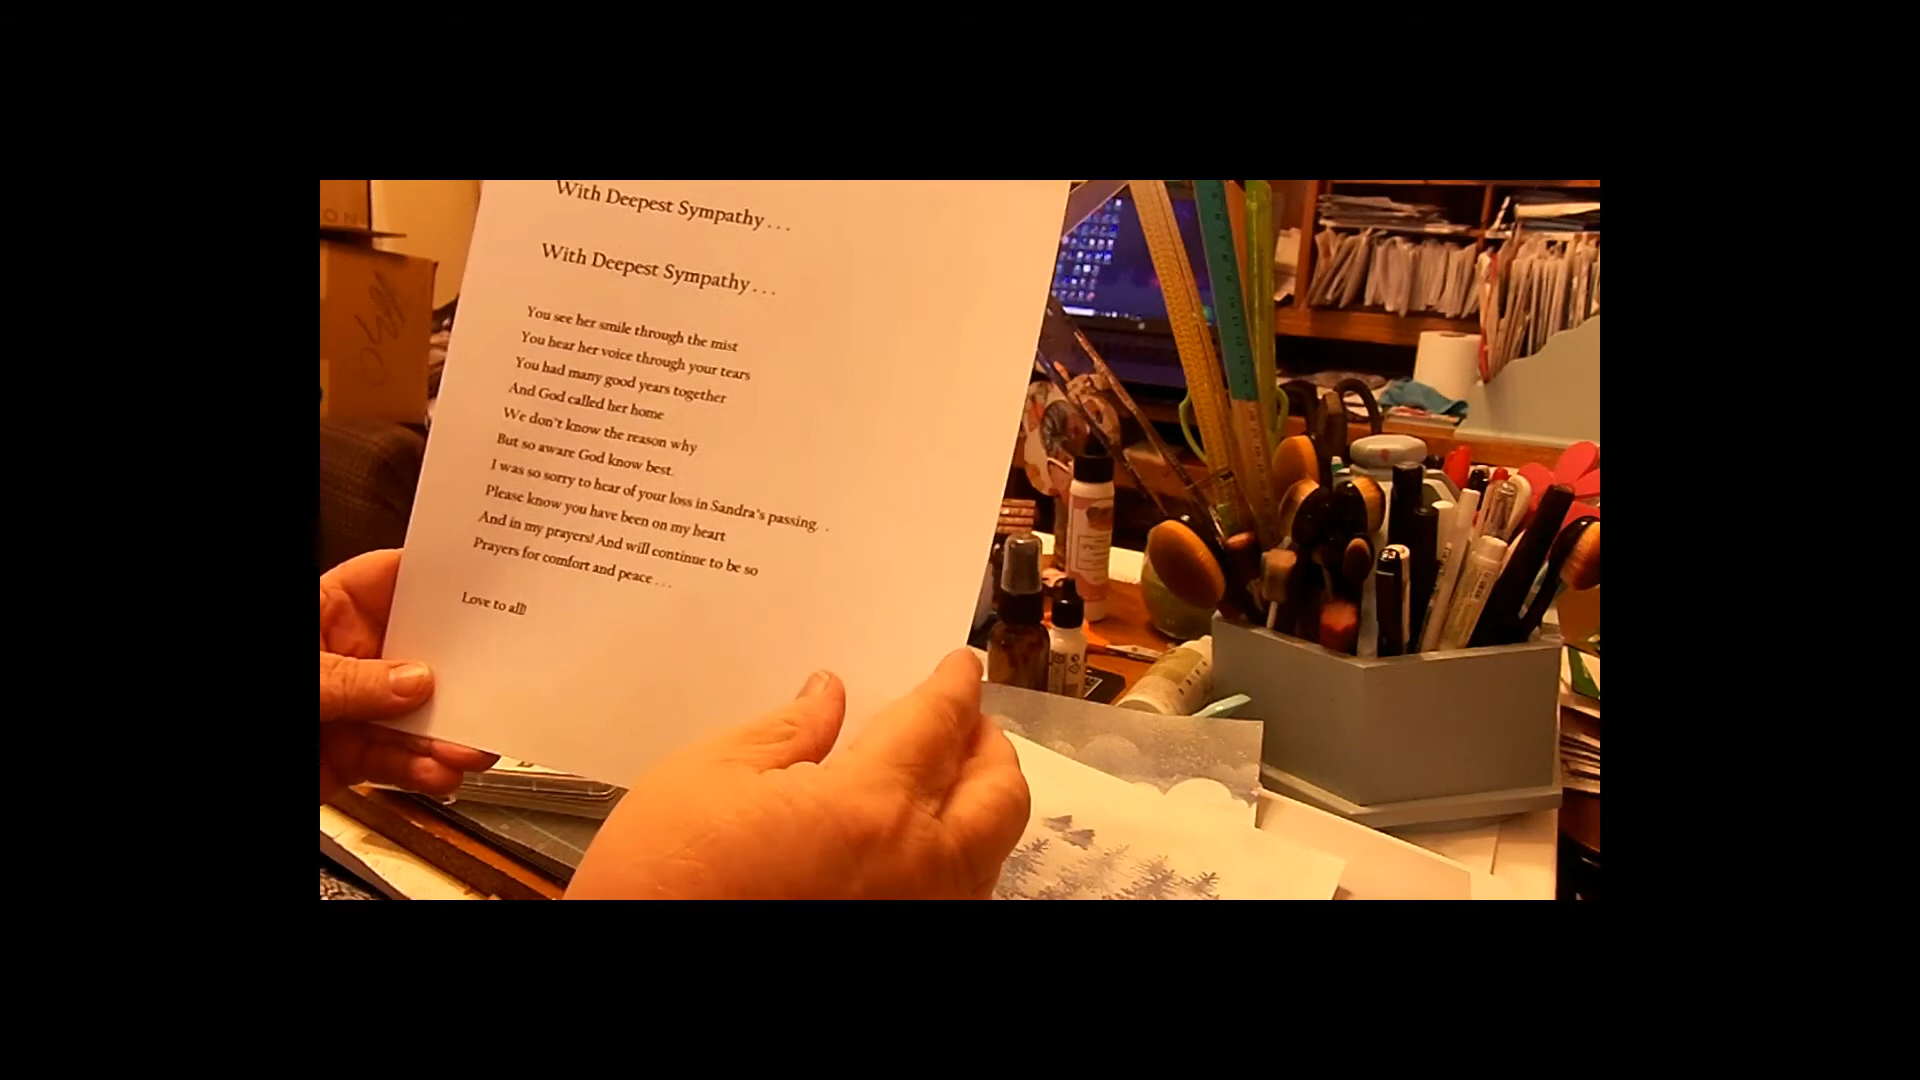 With Deepest Sympathy . . .
With Deepest Sympathy . . .
You see her smile through the mist
You hear her voice through your tears
You had many good years together
And God called her home
We don't know the reason why
But so aware God know best.
I was so sorry to hear of your loss in Sandra's passing. .
Please know you have been on my heart
And in my prayers! And will continue to be so
Prayers for comfort and peace . . .
Love to all!
ON